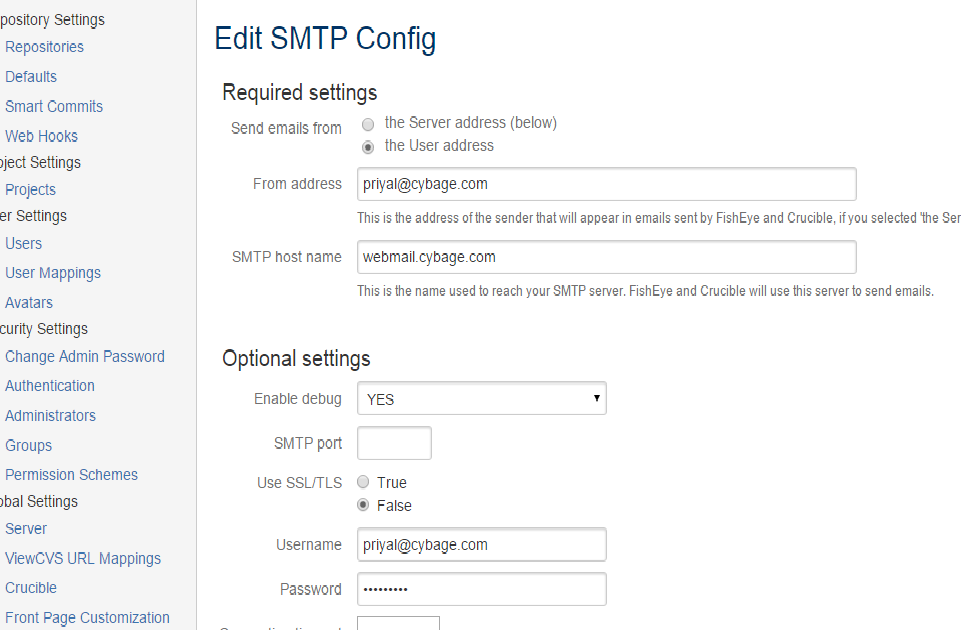 pository Settings
Repositories
Defaults
Smart Commits
Web Hooks
oject Settings
Projects
er Settings
Users
User Mappings
Avatars
curity Settings
Change Admin Password
Authentication
Administrators
Groups
Permission Schemes
obal Settings
Server
ViewCVS URL Mappings
Crucible
Front Page Customization
Edit SMTP Config
Required settings
Send emails from
the Server address (below)
the User address
From address priyal@cybage.com
This is the address of the sender that will appear in emails sent by FishEye and Crucible, if you selected 'the Ser
SMTP host name webmail.cybage.com
This is the name used to reach your SMTP server. FishEye and Crucible will use this server to send emails.
Optional settings
Enable debug YES
SMTP port
Use SSL/TLS True
False
Username priyal@cybage.com
Password •••••••••